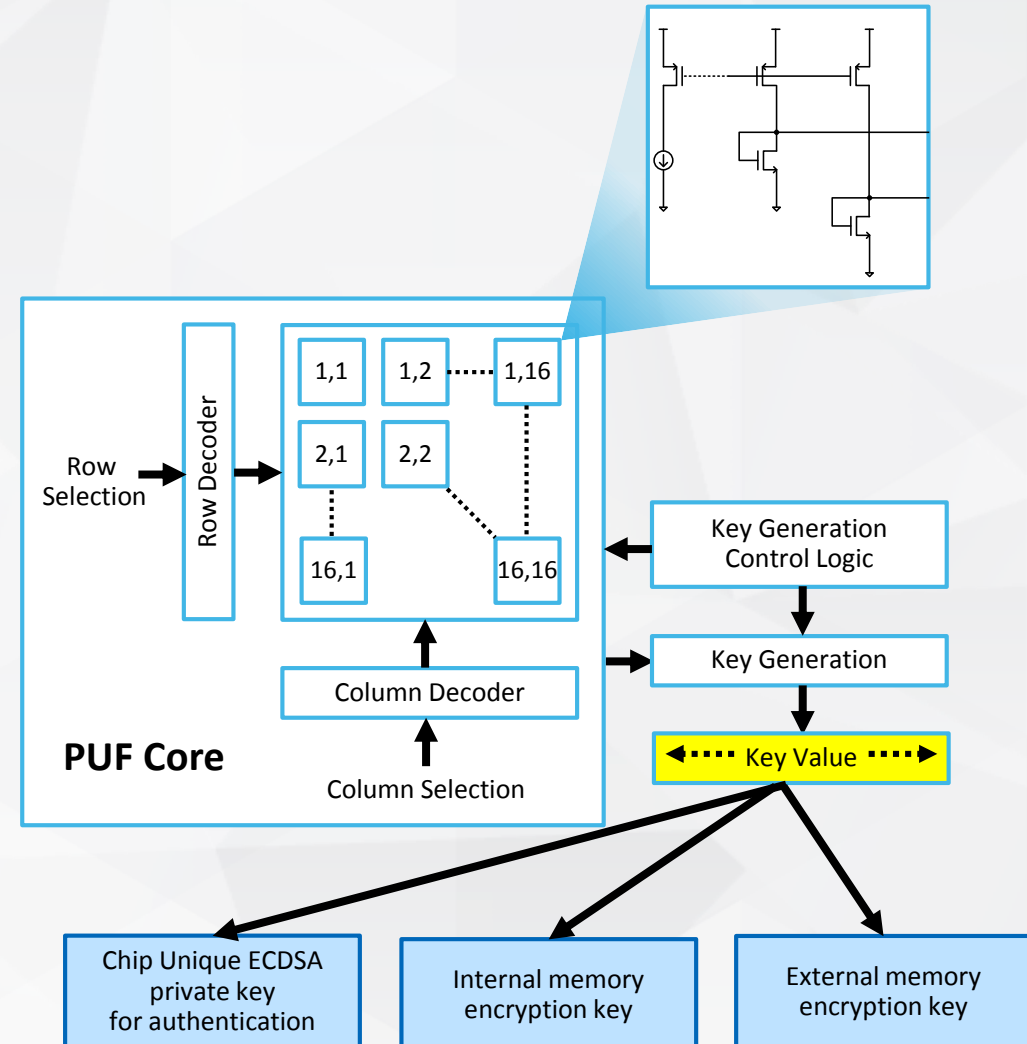 1,1
1,2
1,16
2,1
2,2
16,1
16,16
Row
Selection
Row Decoder
Column Decoder
Column Selection
PUF Core
Key Generation
Control Logic
Key Generation
Key Value
Chip Unique ECDSA
private key
for authentication
Internal memory
encryption key
External memory
encryption key